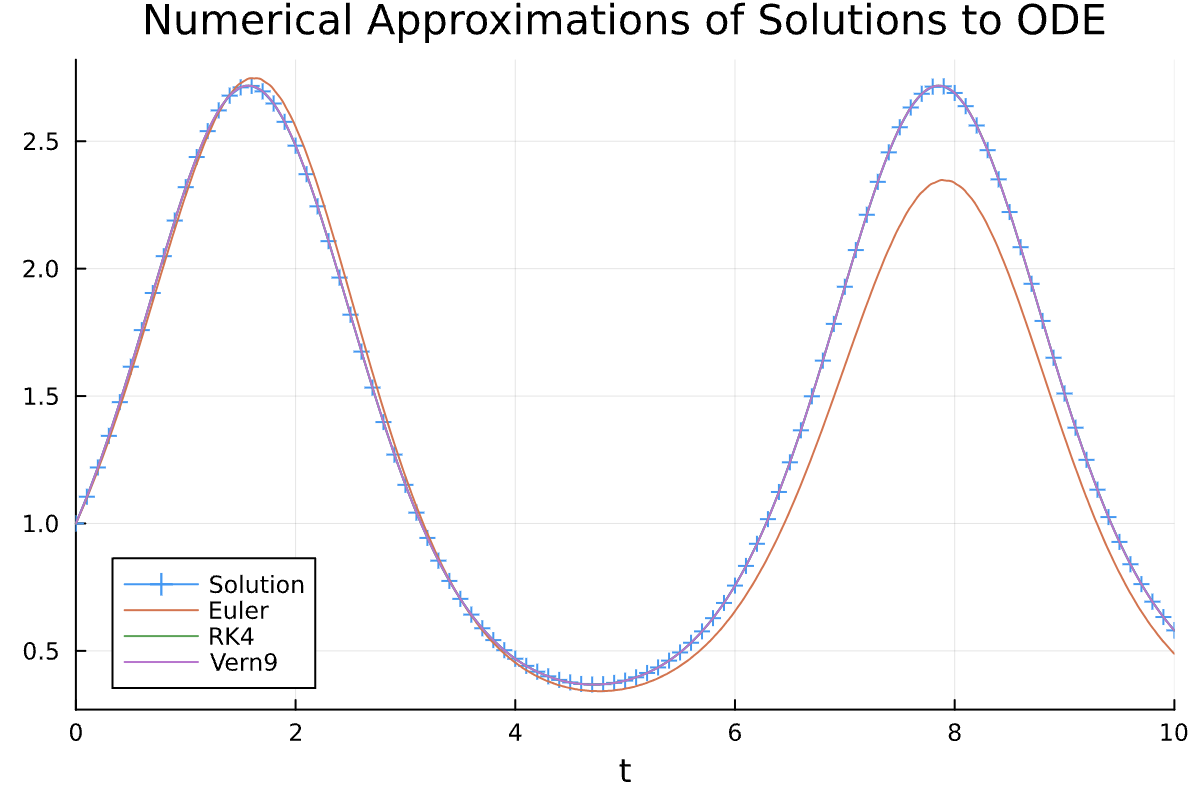 Numerical Approximations of Solutions to ODE
2.5
2.0
1.5
1.0
0.5
Solution
Euler
RK4
Vern9
0 2 4 6 8 10
t